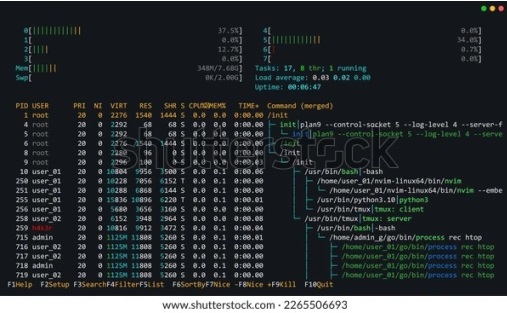 0[|||||||||||| 37.5%] 4[ 0.0%]
1[ 0.0%] 5[|||||||||||| 34.0%]
2[|||| 12.7%] 6[| 0.7%]
3[ 0.0%] 7[ 0.0%]
Mem[|||||| 348M/7.68G] Tasks: 17, 8 thr; 1 running
Swp[ 0K/2.00G] Load average: 0.03 0.02 0.00
Uptime: 00:06:47
PID USER PRI NI VIRT RES SHR S CPU%MEM% TIME+ Command (merged)
1 root 20 0 2276 1540 1444 S 0.0 0.0 0:00.00 /init
4 root 20 0 2292 68 68 S 0.0 0.0 0:00.00 init|plan9 --control-socket 5 --log-level 4 --server-f
5 root 20 0 2292 68 68 S 0.0 0.0 0:00.00 init|plan9 --control-socket 5 --log-level 4 --serve
6 root 20 0 2276 1540 1444 S 0.0 0.0 0:00.00 /init
8 root 20 0 2280 96 0 S 0.0 0.0 0:00.00 /Init
9 root 20 0 2296 100 S 0.0 0.0 /init
10 user_01 20 0 10804 9956 3500 S 0.0 0.1 0:00.00 /usr/bin/bash|-bash
250 user_01 20 0 10228 7056 6152 T 0.0 0.1 0:00.00 /home/user_01/nvim-linux64/bin/nvim
251 user_01 20 0 11288 6868 6144 S 0.0 0.1 0:00.00 /home/user_01/nvim-linux64/bin/nvim --embe
255 user_01 20 0 15836 10896 6220 T 0.0 0.1 0:00.00 /usr/bin/python3.10|python3
256 user_01 20 0 5680 3656 3160 S 0.0 0.0 0:00.00 /usr/bin/tmux|tmux: client
258 user_02 20 0 6152 3948 2964 S 0.0 0.0 0:00.00 /usr/bin/tmux|tmux: server
259 h4k3r 20 0 10816 9912 3472 S 0.0 0.1 0:00.04 /usr/bin/bash|-bash
715 admin 20 0 1125M 11808 5260 S 0.0 0.1 0:00.01 /home/admin_g/go/bin/process rec htop
716 user_02 20 0 1125M 11808 5260 S 0.0 0.1 0:00.00 /home/user_01/go/bin/process rec htop
717 user_02 20 0 1125M 11808 5260 S 0.0 0.1 0:00.00 /home/user_01/go/bin/process rec htop
718 admin 20 0 1125M 11808 5260 S 0.0 0.1 0:00.00 /home/user_01/go/bin/process rec htop
719 user_02 20 0 1125M 11808 5260 S 0.0 0.1 0:00.00 /home/user_01/go/bin/process rec htop
F1Help F2Setup F3SearchF4FilterF5List F6SortByF7Nice -F8Nice +F9Kill F10Quit
shutterstock
shutterstock.com · 2265506693